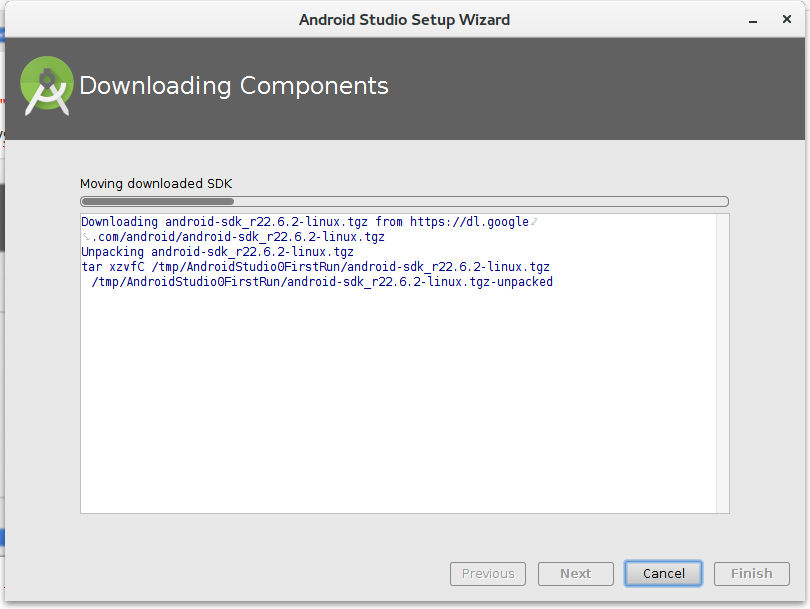 Android Studio Setup Wizard
Downloading Components
Moving downloaded SDK
Downloading android-sdk_r22.6.2-linux.tgz from https://dl.google
.com/android/android-sdk_r22.6.2-linux.tgz
Unpacking android-sdk_r22.6.2-linux.tgz
tar xzvfC /tmp/AndroidStudio0FirstRun/android-sdk_r22.6.2-linux.tgz
/tmp/AndroidStudio0FirstRun/android-sdk_r22.6.2-linux.tgz-unpacked
Previous Next Cancel Finish